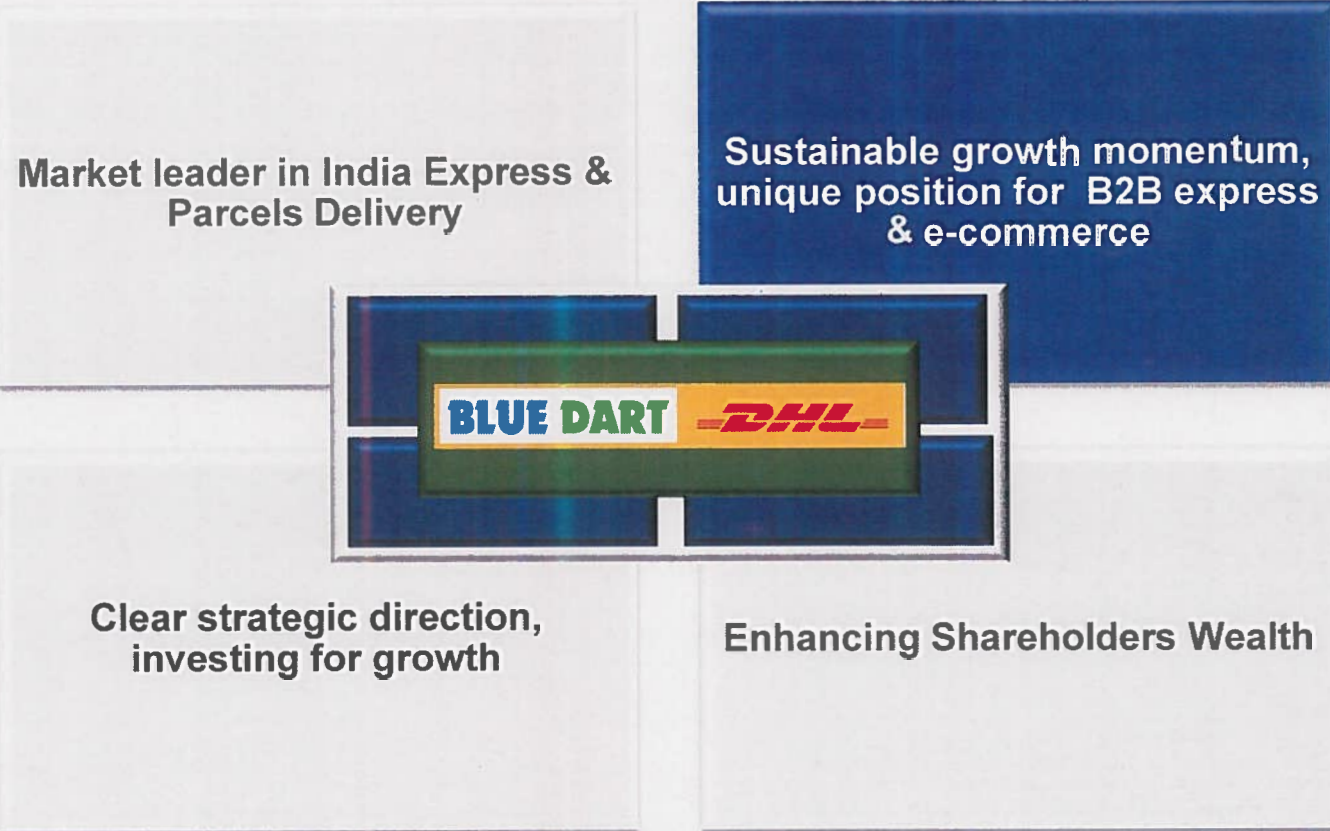 Market leader in India Express &
Parcels Delivery
Sustainable growth momentum,
unique position for B2B express
& e-commerce
BLUE DART DHL
Clear strategic direction,
investing for growth
Enhancing Shareholders Wealth